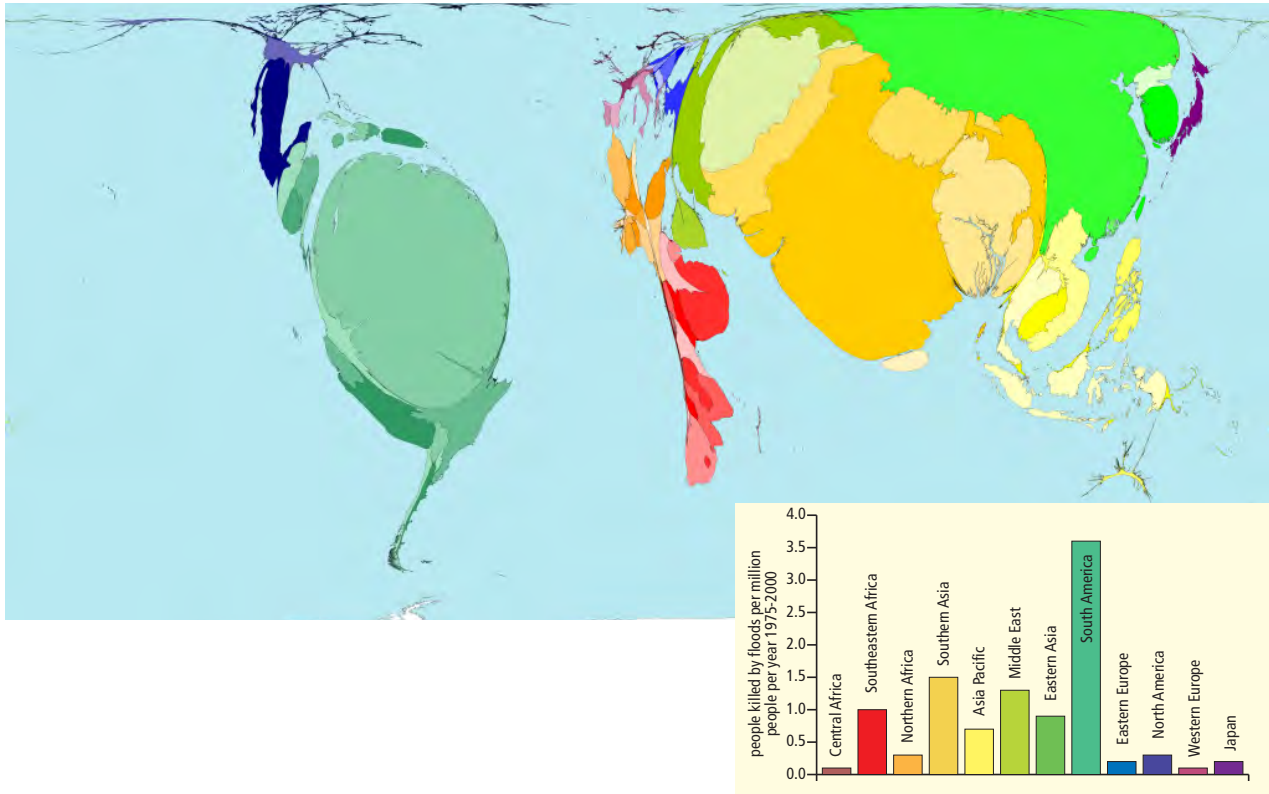 people killed by floods per million
people per year 1975-2000
4.0
3.5
3.0
2.5
2.0
1.5
1.0
0.5
0.0
Central Africa
Southeastern Africa
Northern Africa
Southern Asia
Asia Pacific
Middle East
Eastern Asia
South America
Eastern Europe
North America
Western Europe
Japan